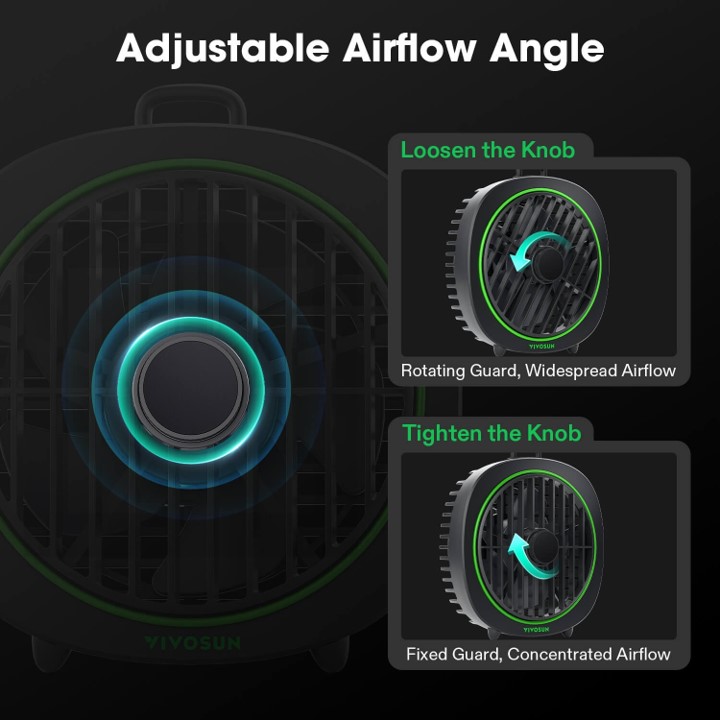 Adjustable Airflow Angle
Loosen the Knob
VIVOSUN
Rotating Guard, Widespread Airflow
Tighten the Knob
VIVOSUN
Fixed Guard, Concentrated Airflow
VIVOSUN